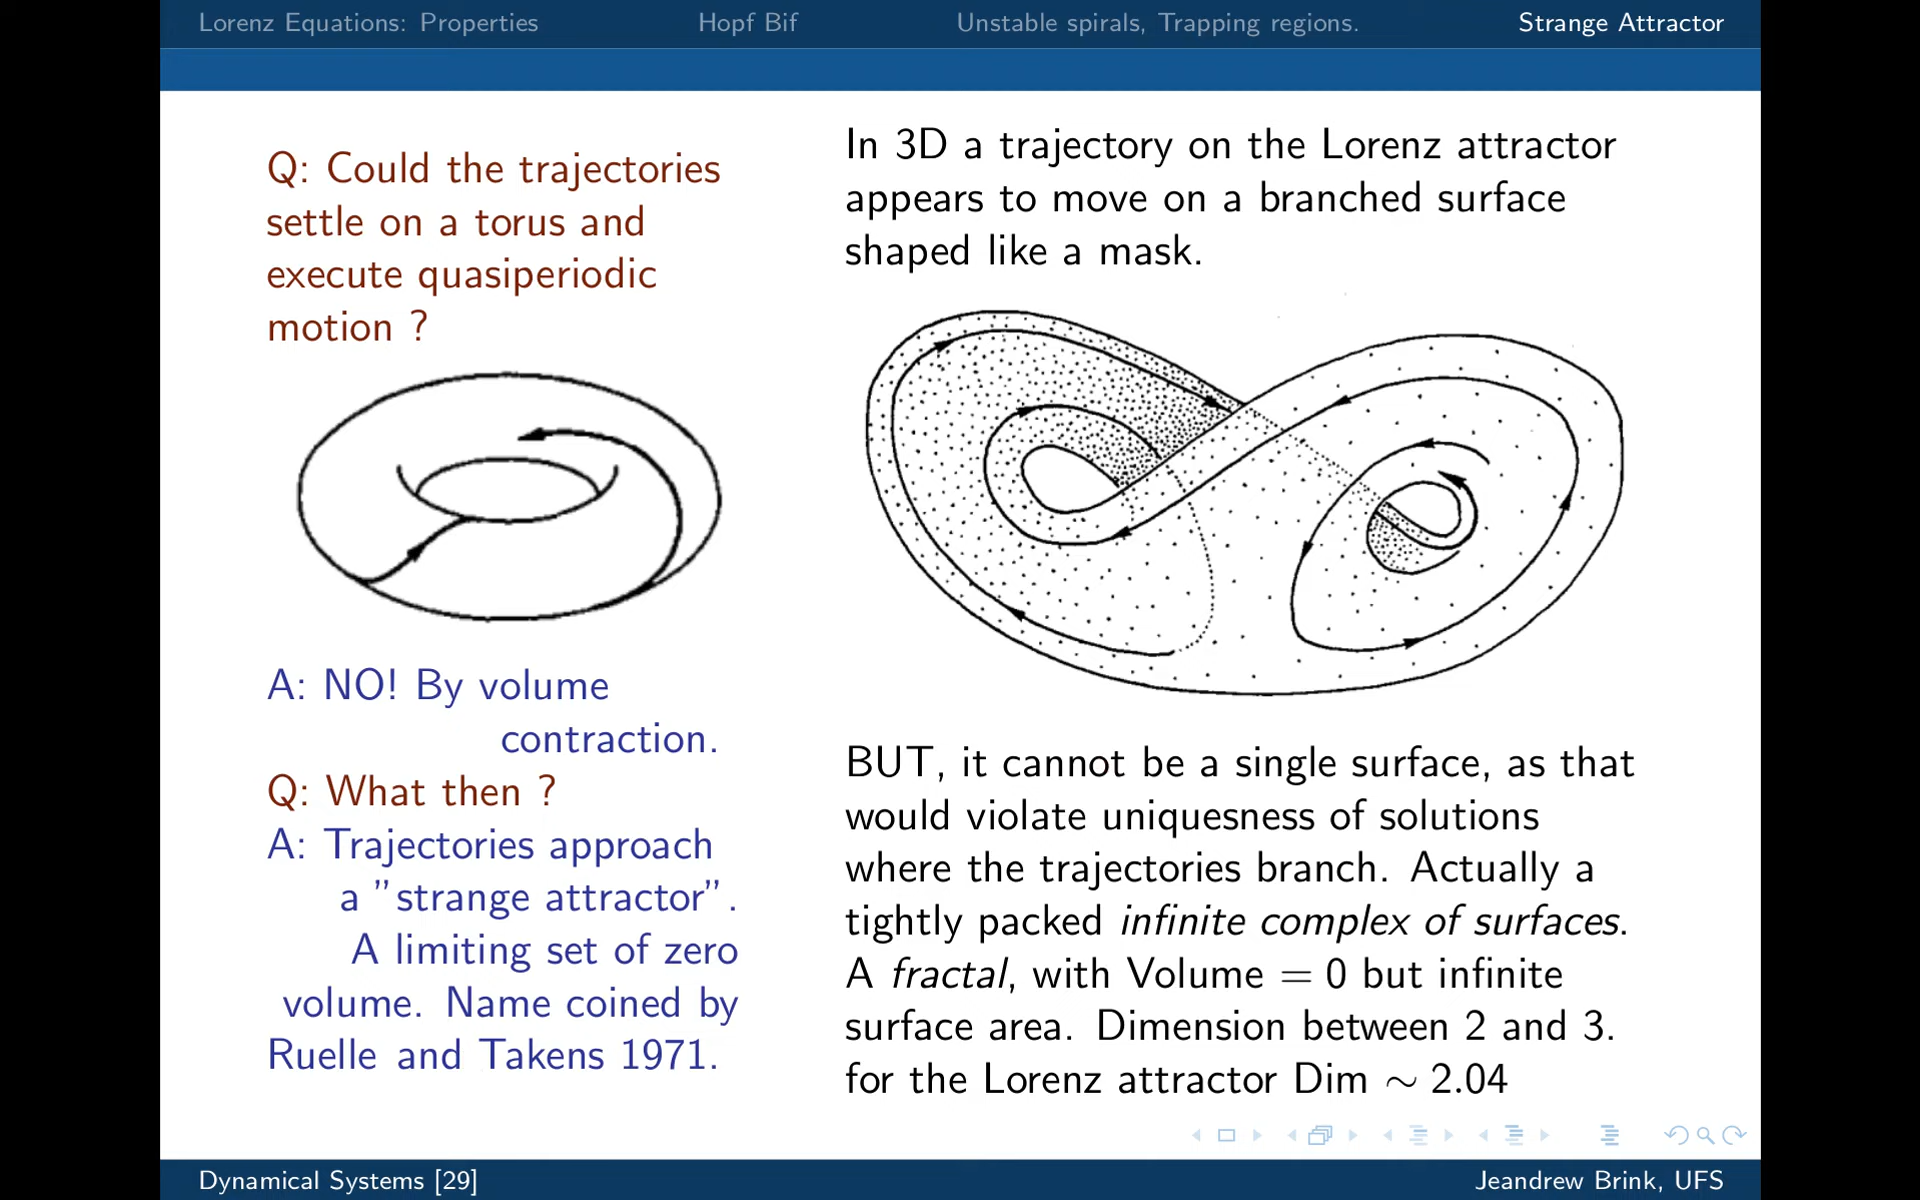 Lorenz Equations: Properties
Hopf Bif
Unstable spirals, Trapping regions.
Strange Attractor
Q: Could the trajectories
settle on a torus and
execute quasiperiodic
motion ?
A: NO! By volume
contraction.
Q: What then ?
A: Trajectories approach
a ”strange attractor”.
A limiting set of zero
volume. Name coined by
Ruelle and Takens 1971.
In 3D a trajectory on the Lorenz attractor
appears to move on a branched surface
shaped like a mask.
BUT, it cannot be a single surface, as that
would violate uniquesness of solutions
where the trajectories branch. Actually a
tightly packed infinite complex of surfaces.
A fractal, with Volume = 0 but infinite
surface area. Dimension between 2 and 3.
for the Lorenz attractor Dim ∼ 2.04
Dynamical Systems [29]
Jeandrew Brink, UFS